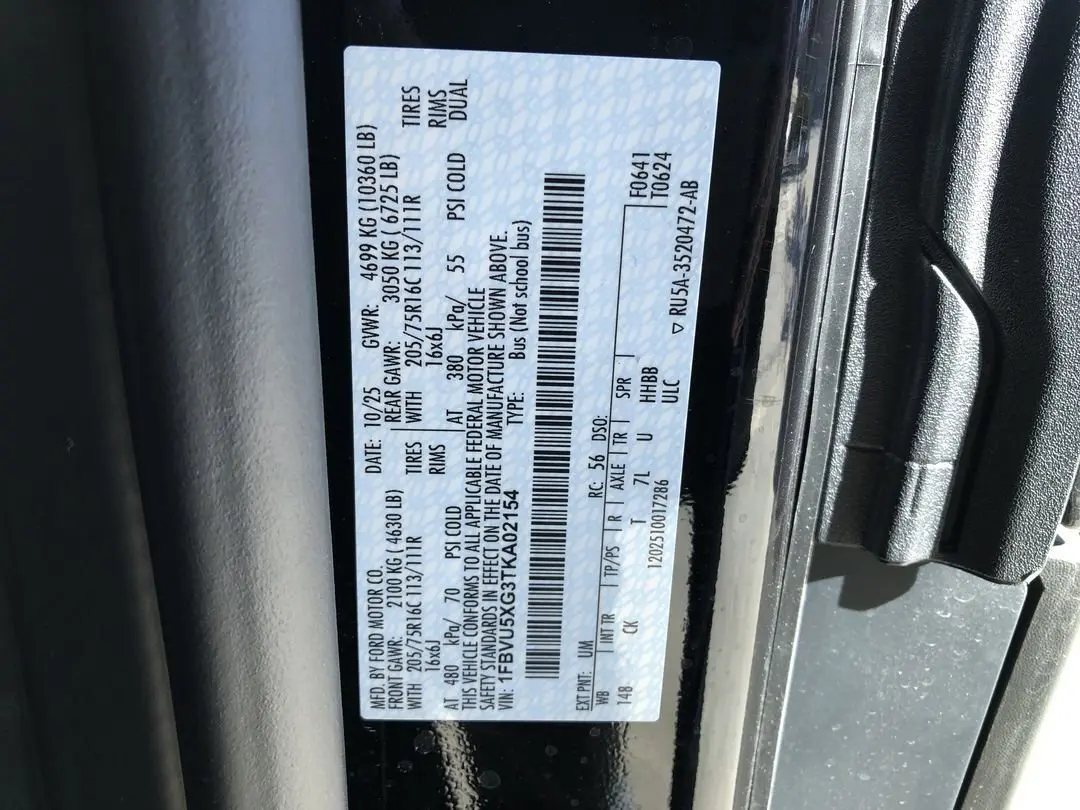 MFD. BY FORD MOTOR CO. DATE: 10/25 GVWR: 4699 KG (10360 LB)
FRONT GAWR: 2100 KG (4630 LB) REAR GAWR: 3050 KG (6725 LB)
WITH 205/75R16C 113/111R TIRES WITH 205/75R16C 113/111R TIRES
16x6J RIMS 16x6J RIMS
AT 480 kPa/ 70 PSI COLD AT 380 kPa/ 55 PSI COLD DUAL
THIS VEHICLE CONFORMS TO ALL APPLICABLE FEDERAL MOTOR VEHICLE
SAFETY STANDARDS IN EFFECT ON THE DATE OF MANUFACTURE SHOWN ABOVE.
VIN: 1FBVU5XG3TKA02154 TYPE: Bus (Not school bus)
EXT PNT: UM RC: 56 DSO:
WB INT TR TP/PS R AXLE TR SPR F0641
148 CK T 7L U HHBB T0624
1202510017286 ULC ▽ RU5A-3520472-AB